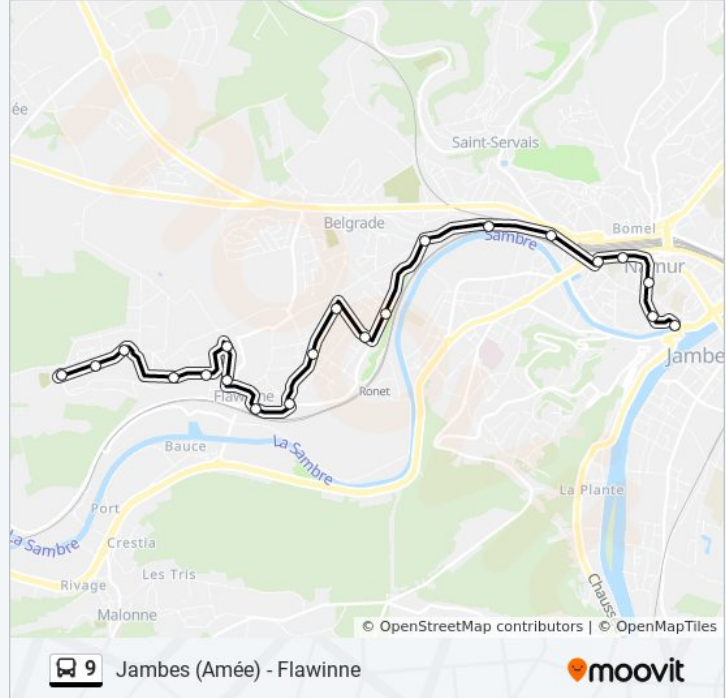 ée
Saint-Servais
Belgrade
Bomel
Sambre
Namur
Jambe
Ronet
Flawinne
Bauce
La Sambre
La Plante
Port
La Sambre
Crestia
Les Tris
Rivage
Chauss
Malonne
© OpenStreetMap contributors | © OpenMapTiles
9 Jambes (Amée) - Flawinne
moovit